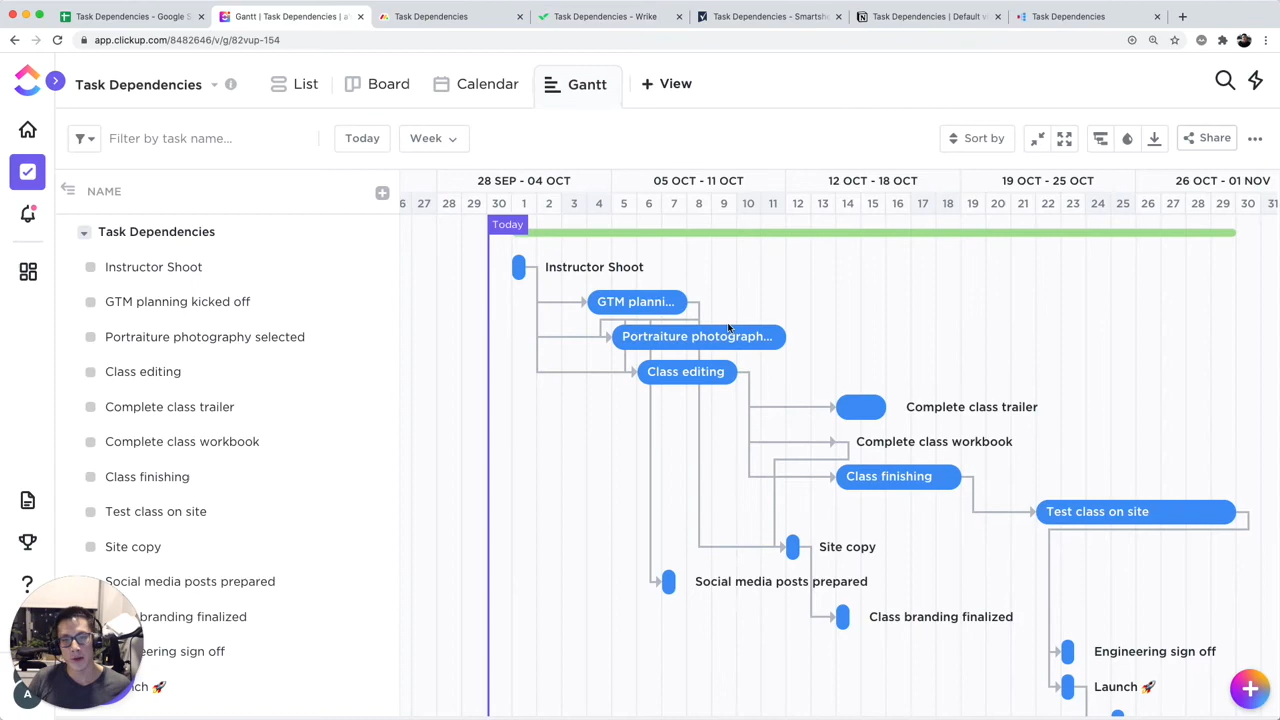 Task Dependencies - Google S
Gantt | Task Dependencies | a
Task Dependencies
Task Dependencies - Wrike
Task Dependencies - Smartsh
Task Dependencies | Default v
Task Dependencies
app.clickup.com/8482646/v/g/82vup-154
Task Dependencies
List
Board
Calendar
Gantt
+ View
Filter by task name...
Today
Week
Sort by
Share
NAME
28 SEP - 04 OCT
05 OCT - 11 OCT
12 OCT - 18 OCT
19 OCT - 25 OCT
26 OCT - 01 NOV
6 27 28 29 30 1 2 3 4 5 6 7 8 9 10 11 12 13 14 15 16 17 18 19 20 21 22 23 24 25 26 27 28 29 30 31
Today
Task Dependencies
Instructor Shoot
Instructor Shoot
GTM planning kicked off
GTM planni...
Portraiture photography selected
Portraiture photograph...
Class editing
Class editing
Complete class trailer
Complete class trailer
Complete class workbook
Complete class workbook
Class finishing
Class finishing
Test class on site
Test class on site
Site copy
Site copy
Social media posts prepared
Social media posts prepared
branding finalized
Class branding finalized
eering sign off
Engineering sign off
ch 🚀
Launch 🚀
?
A